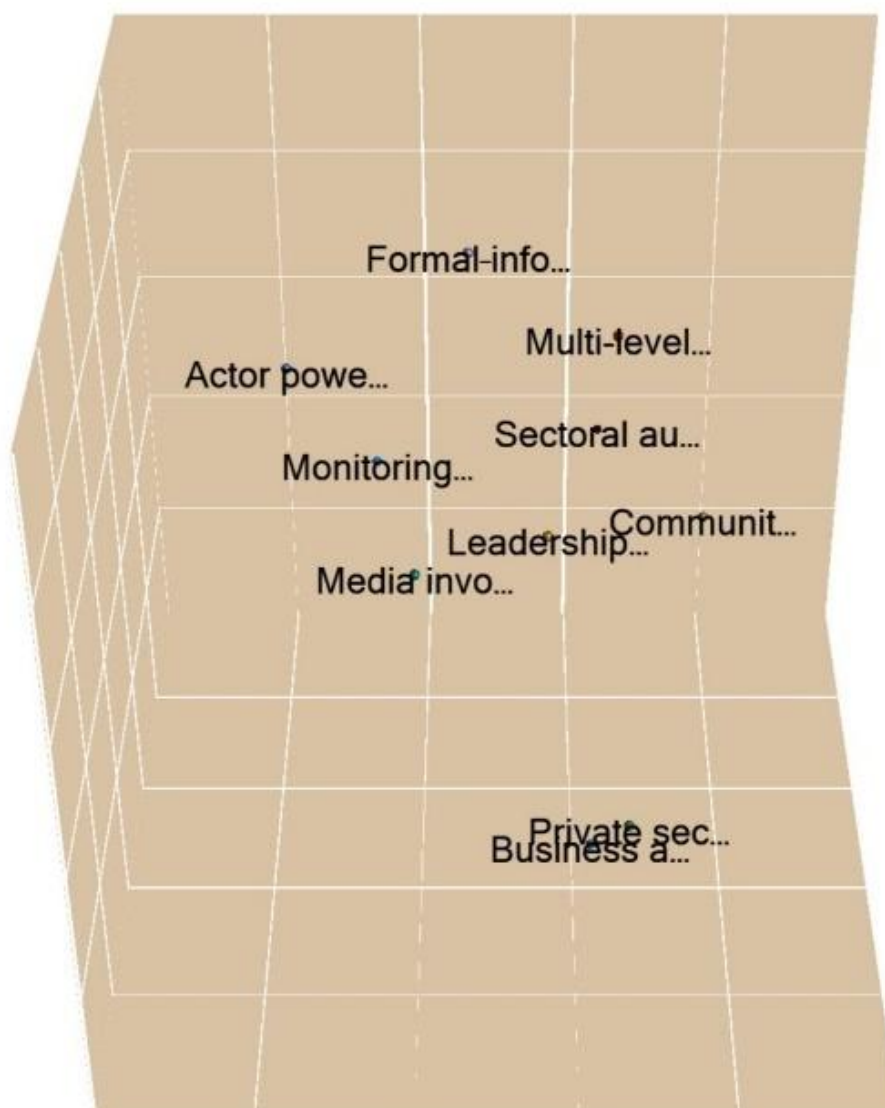 Formal-info...
Multi-level...
Actor powe...
Sectoral au...
Monitoring...
Communit...
Leadership...
Media invo...
Private sec...
Business a...